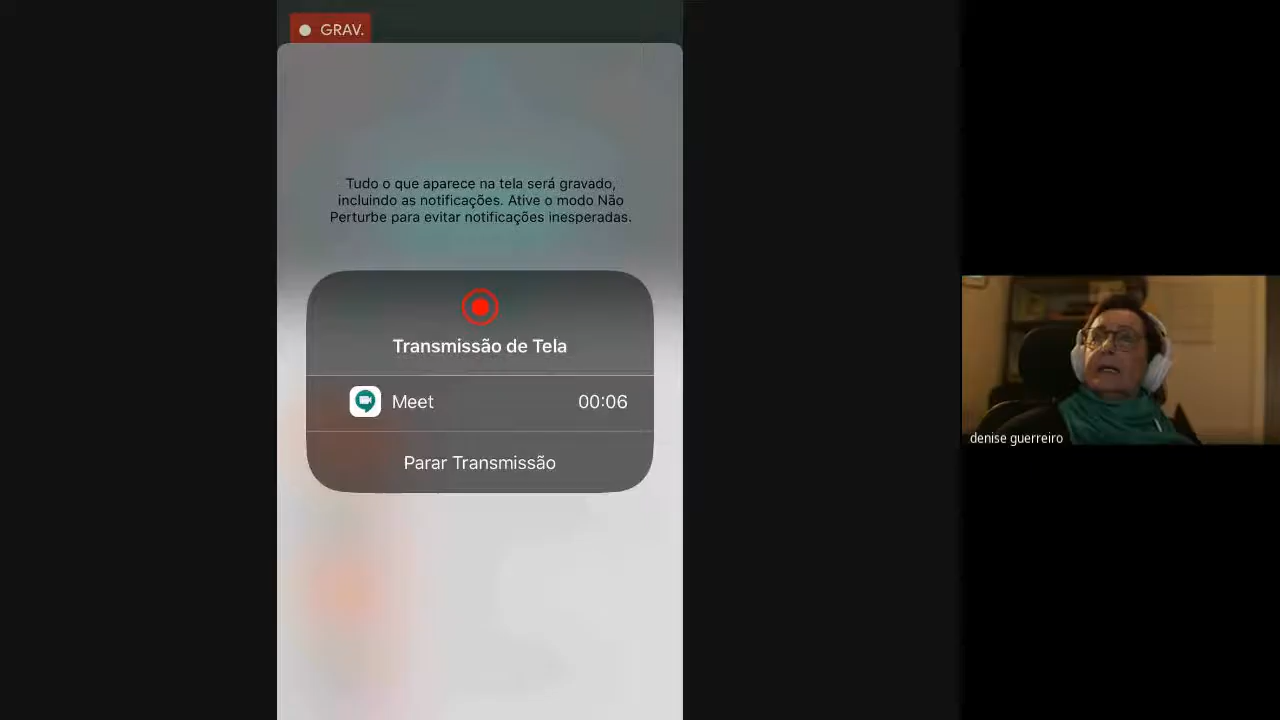 GRAV.
Tudo o que aparece na tela será gravado,
incluindo as notificações. Ative o modo Não
Perturbe para evitar notificações inesperadas.
Transmissão de Tela
Meet 00:06
Parar Transmissão
denise guerreiro